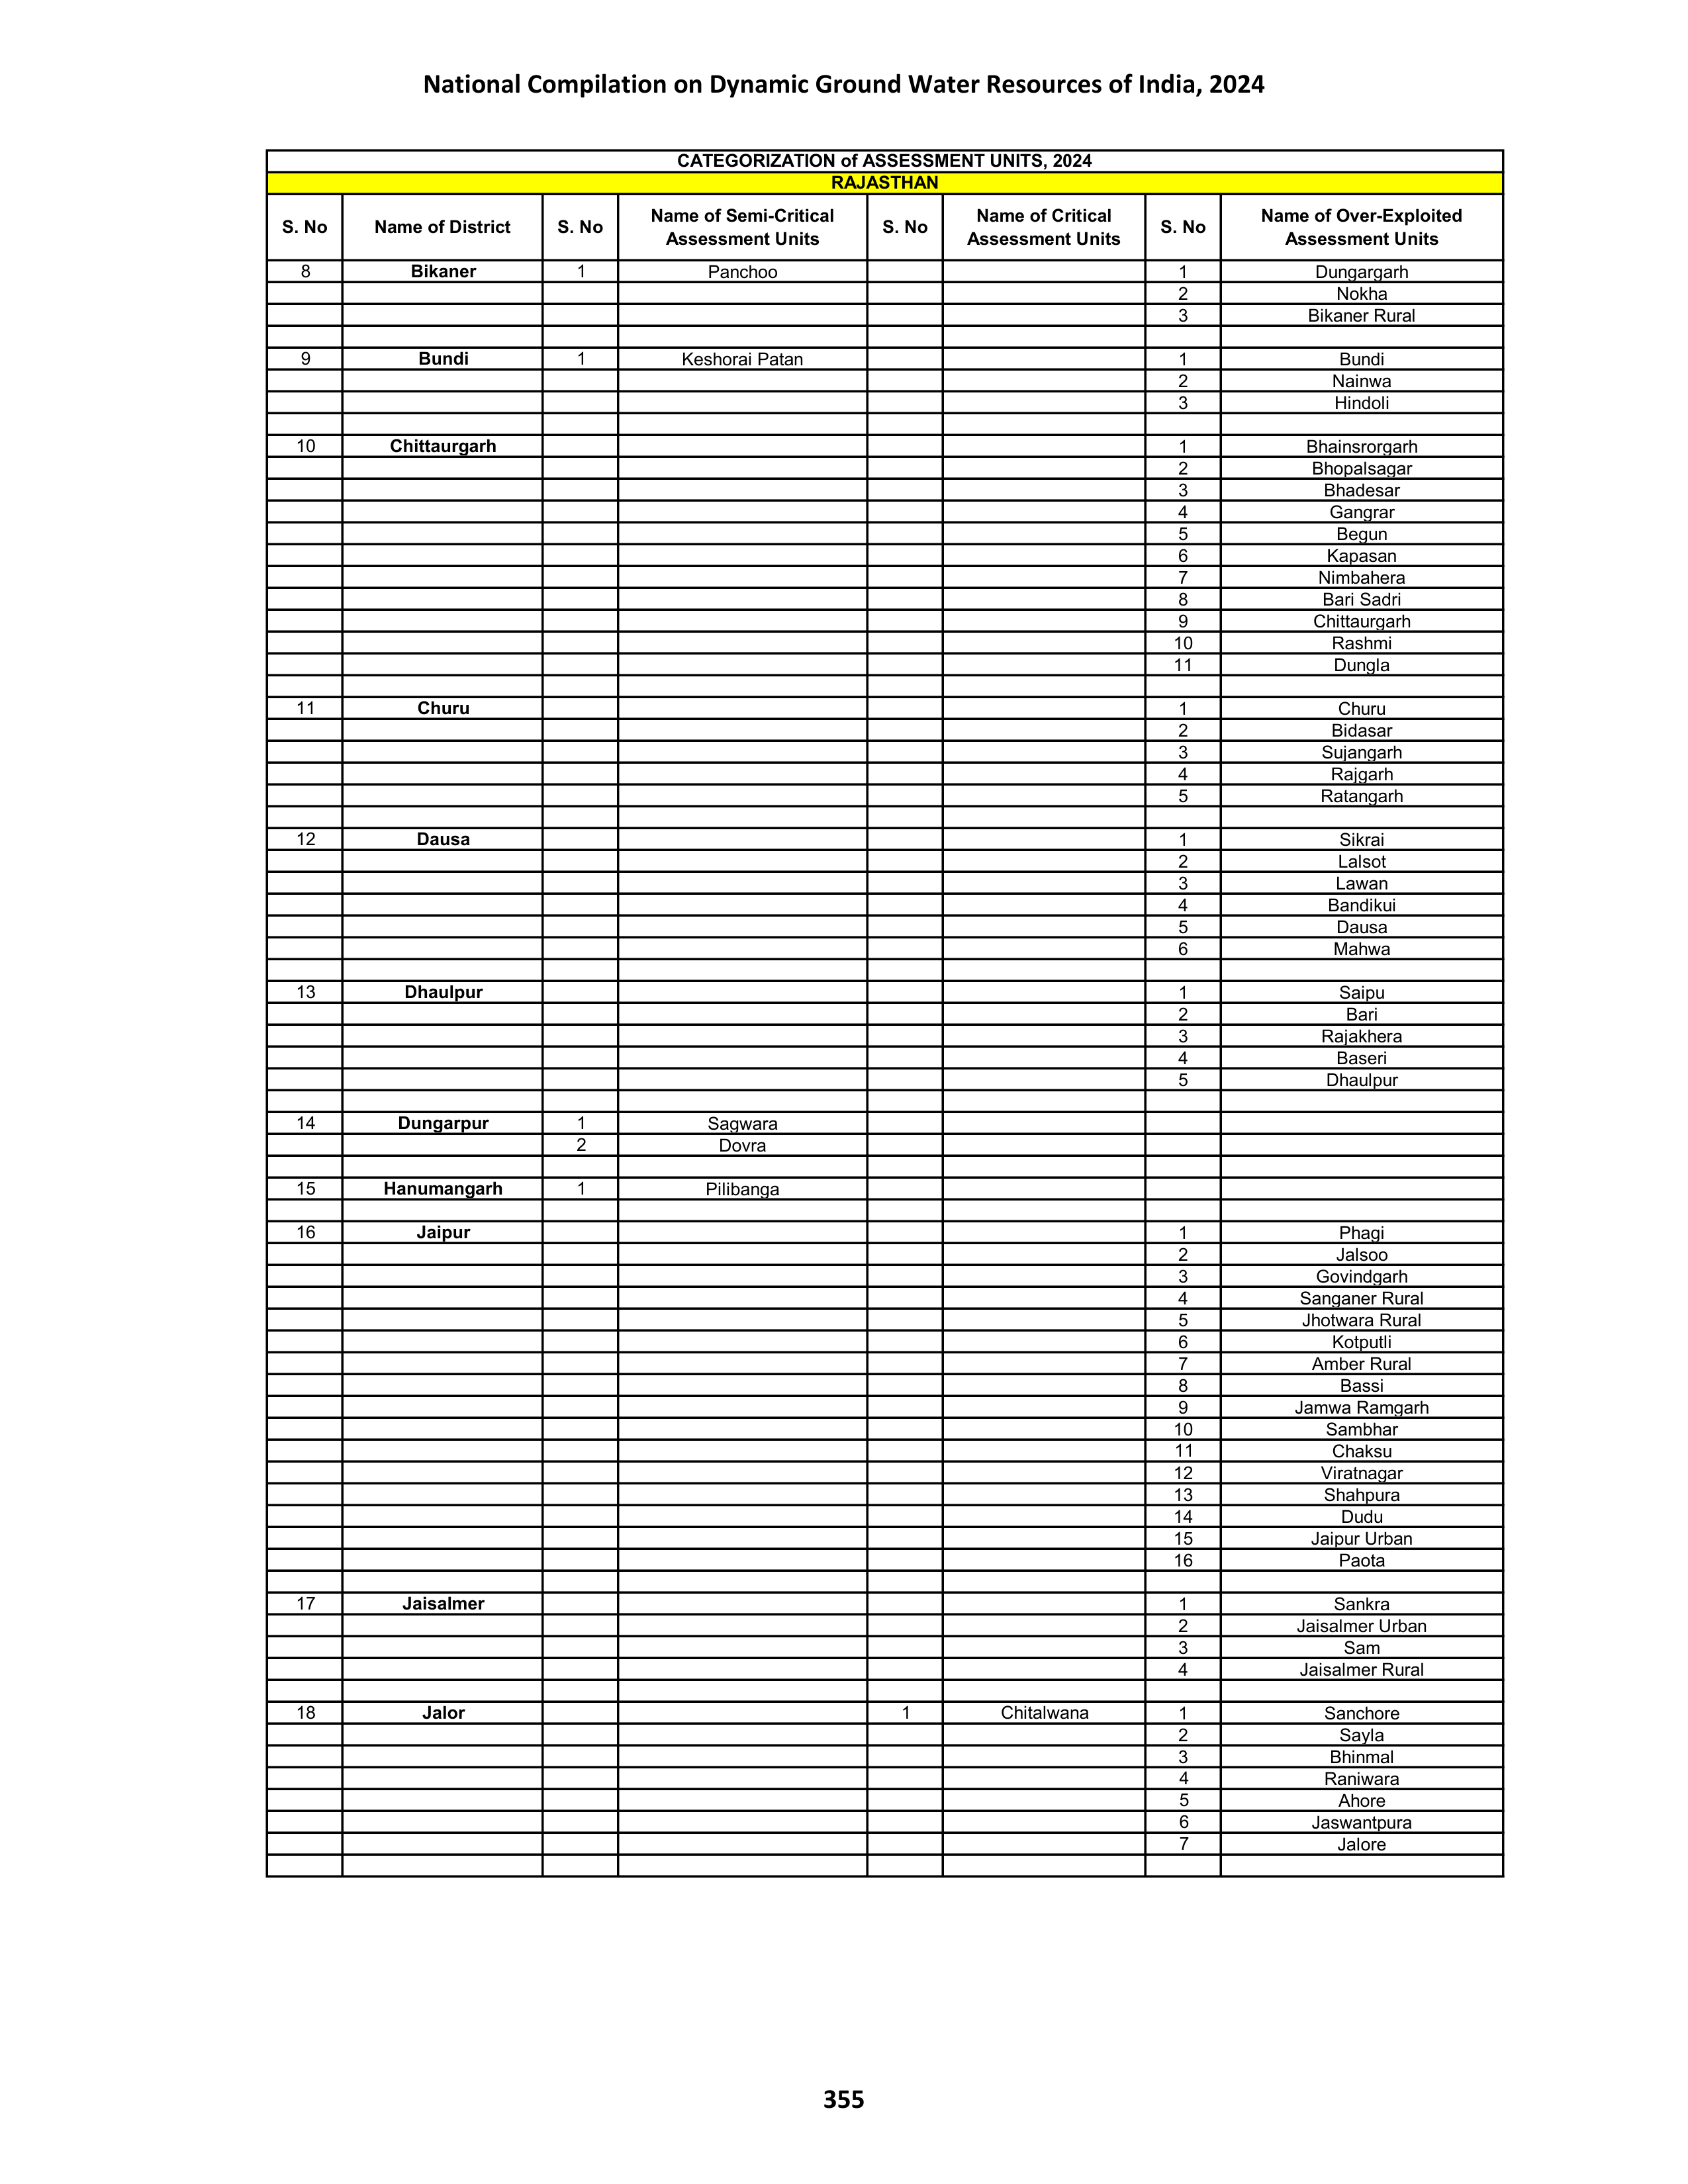 National Compilation on Dynamic Ground Water Resources of India, 2024
CATEGORIZATION of ASSESSMENT UNITS, 2024
RAJASTHAN
S. No Name of District S. No Name of Semi-Critical Assessment Units S. No Name of Critical Assessment Units S. No Name of Over-Exploited Assessment Units
8 Bikaner 1 Panchoo 1 Dungargarh
2 Nokha
3 Bikaner Rural
9 Bundi 1 Keshorai Patan 1 Bundi
2 Nainwa
3 Hindoli
10 Chittaurgarh 1 Bhainsrorgarh
2 Bhopalsagar
3 Bhadesar
4 Gangrar
5 Begun
6 Kapasan
7 Nimbahera
8 Bari Sadri
9 Chittaurgarh
10 Rashmi
11 Dungla
11 Churu 1 Churu
2 Bidasar
3 Sujangarh
4 Rajgarh
5 Ratangarh
12 Dausa 1 Sikrai
2 Lalsot
3 Lawan
4 Bandikui
5 Dausa
6 Mahwa
13 Dhaulpur 1 Saipu
2 Bari
3 Rajakhera
4 Baseri
5 Dhaulpur
14 Dungarpur 1 Sagwara
2 Dovra
15 Hanumangarh 1 Pilibanga
16 Jaipur 1 Phagi
2 Jalsoo
3 Govindgarh
4 Sanganer Rural
5 Jhotwara Rural
6 Kotputli
7 Amber Rural
8 Bassi
9 Jamwa Ramgarh
10 Sambhar
11 Chaksu
12 Viratnagar
13 Shahpura
14 Dudu
15 Jaipur Urban
16 Paota
17 Jaisalmer 1 Sankra
2 Jaisalmer Urban
3 Sam
4 Jaisalmer Rural
18 Jalor 1 Chitalwana 1 Sanchore
2 Sayla
3 Bhinmal
4 Raniwara
5 Ahore
6 Jaswantpura
7 Jalore
355